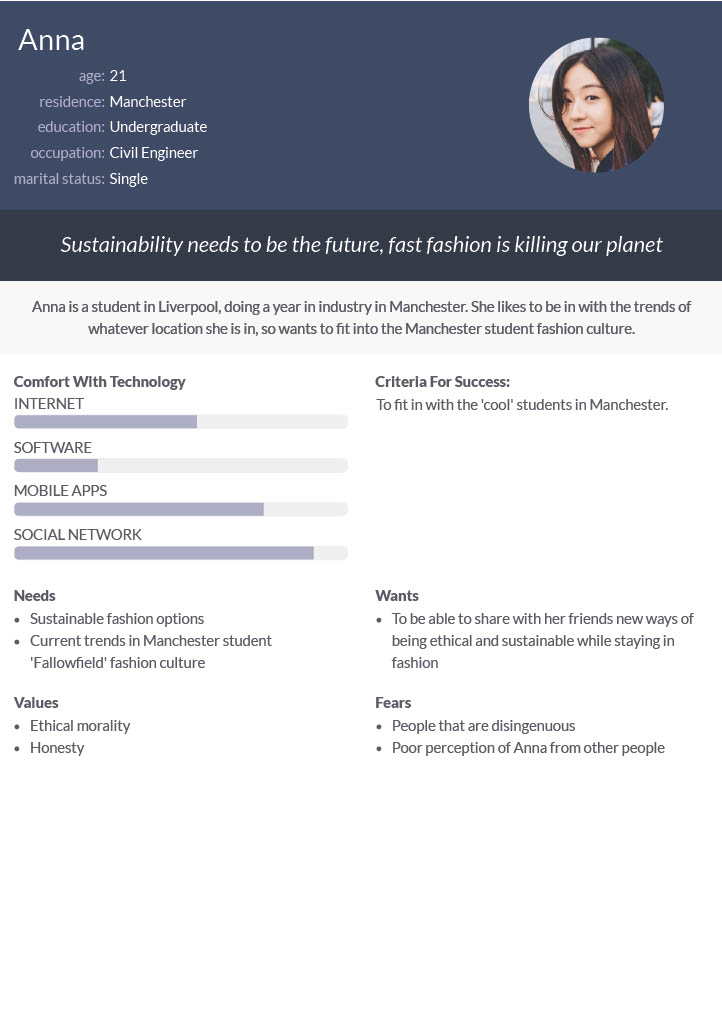 Anna
age: 21
residence: Manchester
education: Undergraduate
occupation: Civil Engineer
marital status: Single
Sustainability needs to be the future, fast fashion is killing our planet
Anna is a student in Liverpool, doing a year in industry in Manchester. She likes to be in with the trends of
whatever location she is in, so wants to fit into the Manchester student fashion culture.
Comfort With Technology
INTERNET
SOFTWARE
MOBILE APPS
SOCIAL NETWORK
Criteria For Success:
To fit in with the 'cool' students in Manchester.
Needs
• Sustainable fashion options
• Current trends in Manchester student
'Fallowfield' fashion culture
Wants
• To be able to share with her friends new ways of
being ethical and sustainable while staying in
fashion
Values
• Ethical morality
• Honesty
Fears
• People that are disingenuous
• Poor perception of Anna from other people